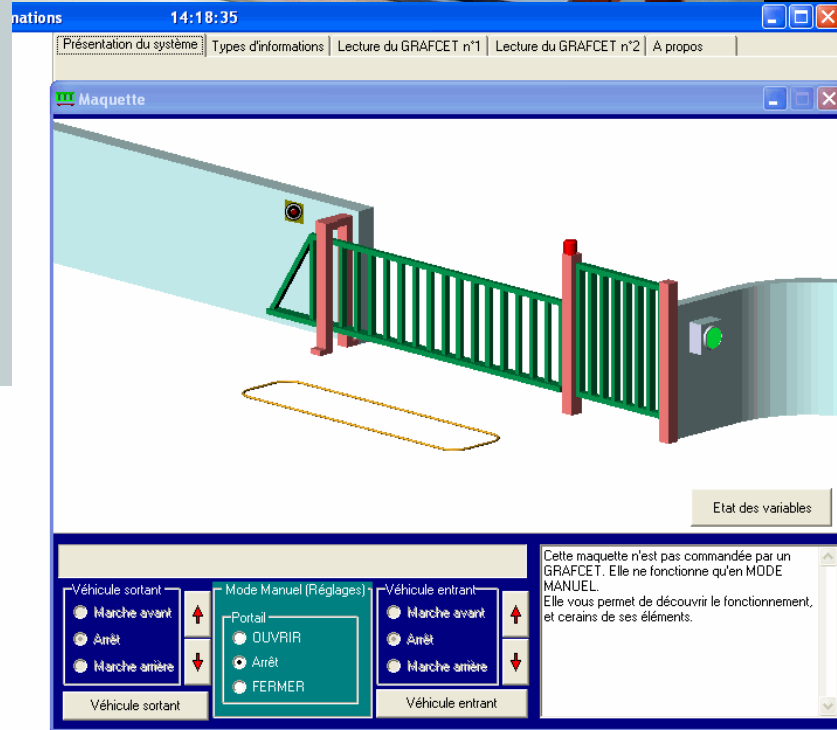 nations 14:18:35
Présentation du système Types d'informations Lecture du GRAFCET n°1 Lecture du GRAFCET n°2 A propos
Maquette
Etat des variables
Cette maquette n'est pas commandée par un
GRAFCET. Elle ne fonctionne qu'en MODE
MANUEL.
Elle vous permet de découvrir le fonctionnement,
et cerains de ses éléments.
Véhicule sortant
Marche avant
Arrêt
Marche arrière
Véhicule sortant
Mode Manuel (Réglages)
Portail
OUVRIR
Arrêt
FERMER
Véhicule entrant
Marche avant
Arrêt
Marche arrière
Véhicule entrant